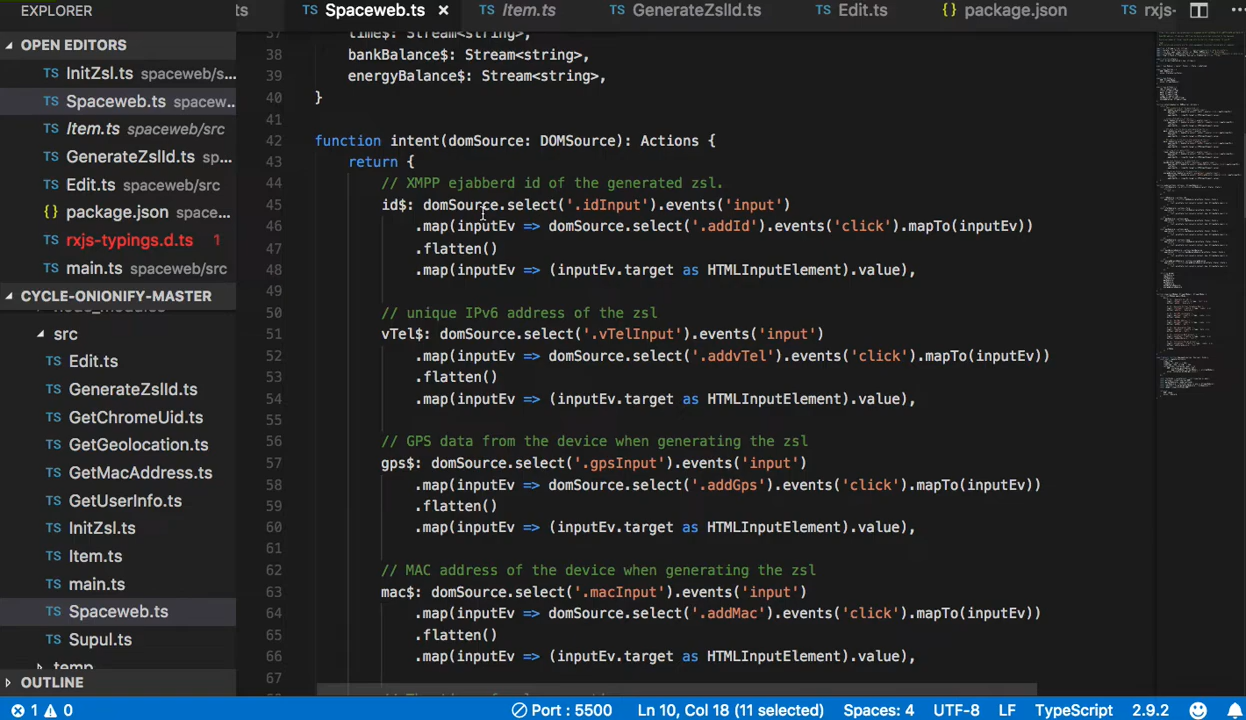 EXPLORER
ts
TS Spaceweb.ts ×
TS Item.ts
TS GenerateZslId.ts
TS Edit.ts
{} package.json
TS rxjs-
OPEN EDITORS
TS InitZsl.ts spaceweb/s...
TS Spaceweb.ts spacew...
TS Item.ts spaceweb/src
TS GenerateZslId.ts sp...
TS Edit.ts spaceweb/src
{} package.json space...
TS rxjs-typings.d.ts 1
TS main.ts spaceweb/src
CYCLE-ONIONIFY-MASTER
node_modules
src
TS Edit.ts
TS GenerateZslId.ts
TS GetChromeUid.ts
TS GetGeolocation.ts
TS GetMacAddress.ts
TS GetUserInfo.ts
TS InitZsl.ts
TS Item.ts
TS main.ts
TS Spaceweb.ts
TS Supul.ts
temp
OUTLINE
37 time$: Stream<string>,
38 bankBalance$: Stream<string>,
39 energyBalance$: Stream<string>,
40 }
41
42 function intent(domSource: DOMSource): Actions {
43 return {
44 // XMPP ejabberd id of the generated zsl.
45 id$: domSource.select('.idInput').events('input')
46 .map(inputEv => domSource.select('.addId').events('click').mapTo(inputEv))
47 .flatten()
48 .map(inputEv => (inputEv.target as HTMLInputElement).value),
49
50 // unique IPv6 address of the zsl
51 vTel$: domSource.select('.vTelInput').events('input')
52 .map(inputEv => domSource.select('.addvTel').events('click').mapTo(inputEv))
53 .flatten()
54 .map(inputEv => (inputEv.target as HTMLInputElement).value),
55
56 // GPS data from the device when generating the zsl
57 gps$: domSource.select('.gpsInput').events('input')
58 .map(inputEv => domSource.select('.addGps').events('click').mapTo(inputEv))
59 .flatten()
60 .map(inputEv => (inputEv.target as HTMLInputElement).value),
61
62 // MAC address of the device when generating the zsl
63 mac$: domSource.select('.macInput').events('input')
64 .map(inputEv => domSource.select('.addMac').events('click').mapTo(inputEv))
65 .flatten()
66 .map(inputEv => (inputEv.target as HTMLInputElement).value),
67
1 0
Port : 5500
Ln 10, Col 18 (11 selected)
Spaces: 4
UTF-8
LF
TypeScript
2.9.2